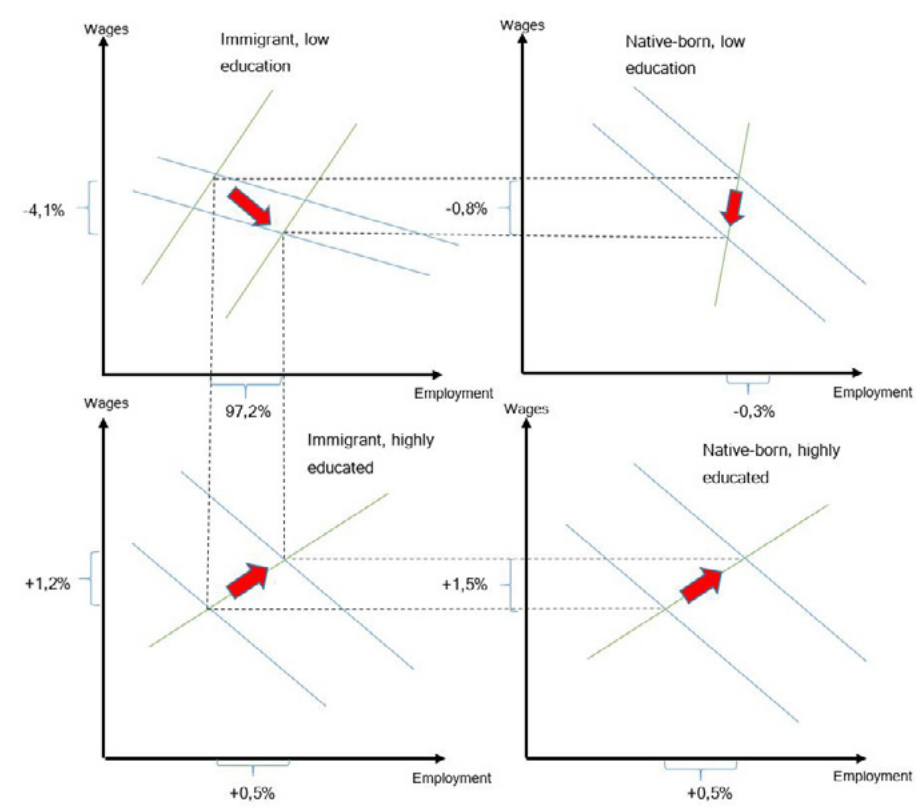 Wages
Immigrant, low
education
-4,1%
Employment
97,2%
Wages
Native-born, low
education
-0,8%
Employment
-0,3%
Wages
Immigrant, highly
educated
+1,2%
Employment
+0,5%
Wages
Native-born, highly
educated
+1,5%
Employment
+0,5%